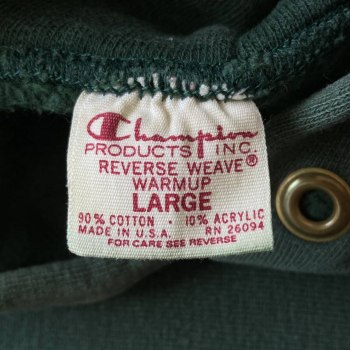 Champion
PRODUCTS INC.
REVERSE WEAVE®
WARMUP
LARGE
90% COTTON • 10% ACRYLIC
MADE IN U.S.A. RN 26094
FOR CARE SEE REVERSE